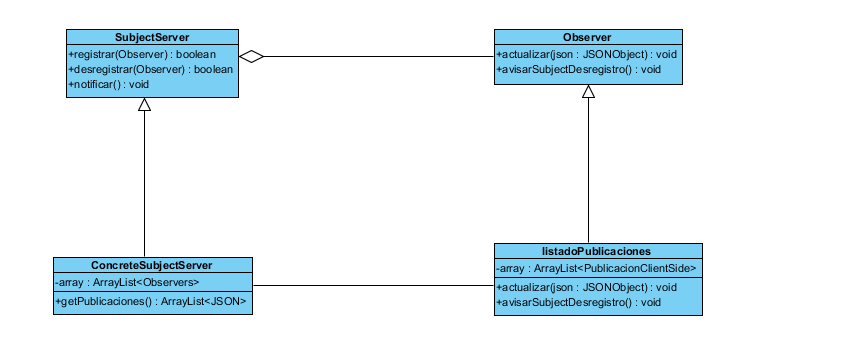 SubjectServer
+registrar(Observer) : boolean
+desregistrar(Observer) : boolean
+notificar() : void
Observer
+actualizar(json : JSONObject) : void
+avisarSubjectDesregistro() : void
ConcreteSubjectServer
-array : ArrayList<Observers>
+getPublicaciones() : ArrayList<JSON>
listadoPublicaciones
-array : ArrayList<PublicacionClientSide>
+actualizar(json : JSONObject) : void
+avisarSubjectDesregistro() : void